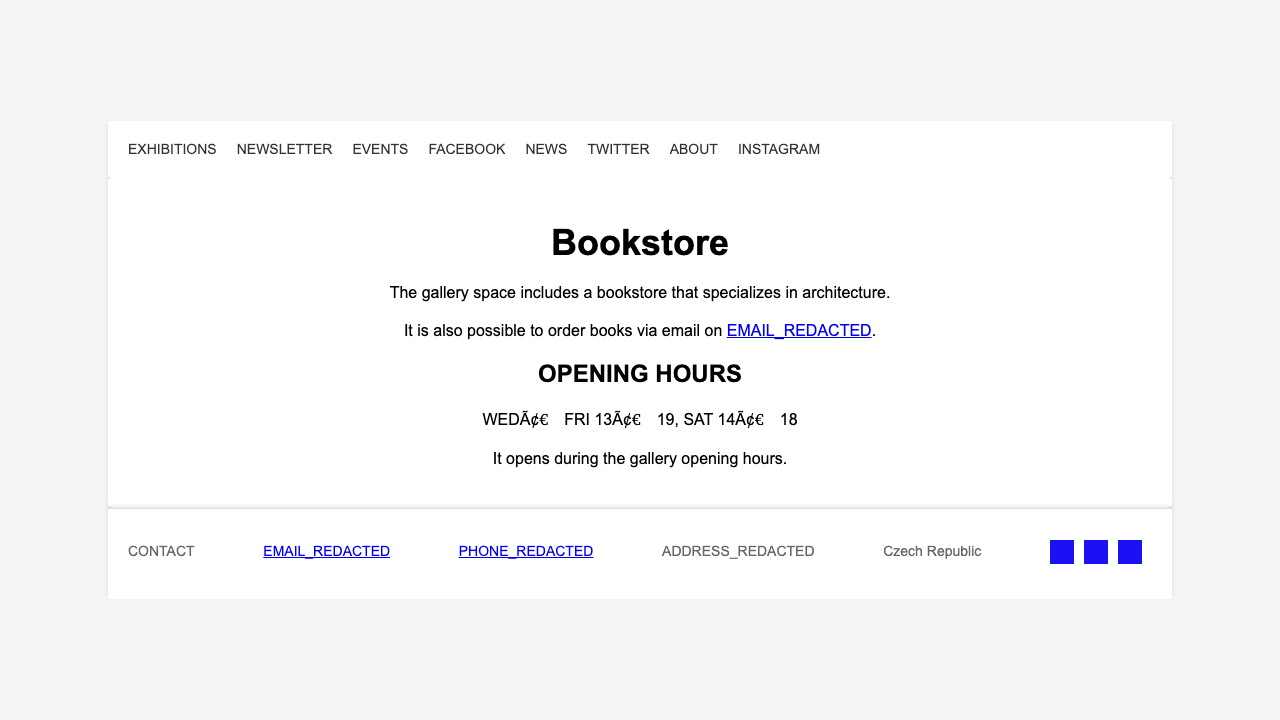 EXHIBITIONS NEWSLETTER EVENTS FACEBOOK NEWS TWITTER ABOUT INSTAGRAM
Bookstore
The gallery space includes a bookstore that specializes in architecture.
It is also possible to order books via email on EMAIL_REDACTED.
OPENING HOURS
WEDÃ¢€ FRI 13Ã¢€ 19, SAT 14Ã¢€ 18
It opens during the gallery opening hours.
CONTACT EMAIL_REDACTED PHONE_REDACTED ADDRESS_REDACTED Czech Republic